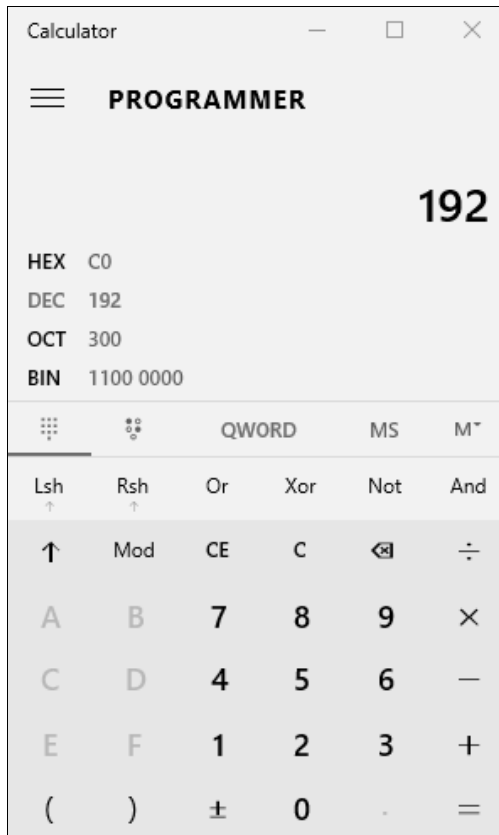 Calculator
PROGRAMMER
192
HEX C0
DEC 192
OCT 300
BIN 1100 0000
QWORD MS M
Lsh Rsh Or Xor Not And
↑ Mod CE C ÷
A B 7 8 9 ×
C D 4 5 6 −
E F 1 2 3 +
( ) ± 0 . =